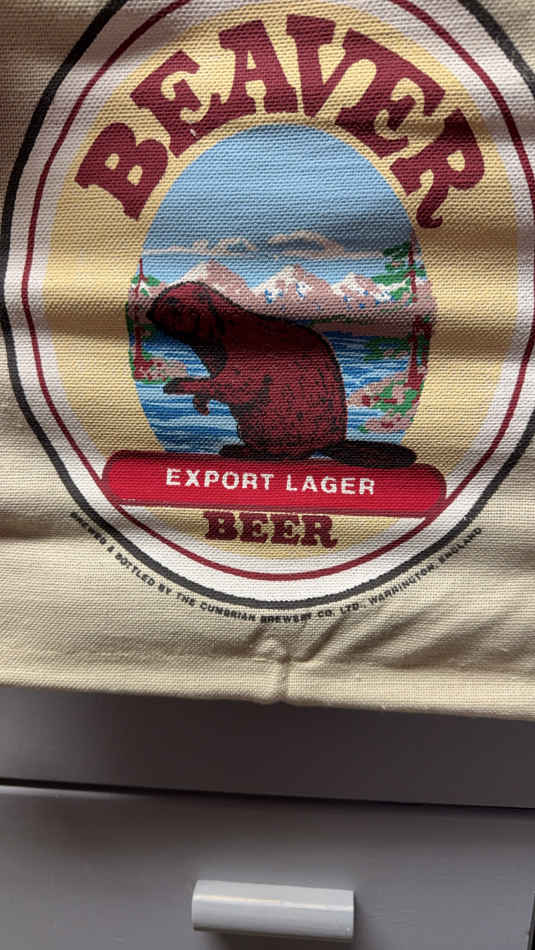 BEAVER
EXPORT LAGER
BEER
BREWED & BOTTLED BY THE CUMBRIAN BREWERY CO. LTD., WARRINGTON, ENGLAND